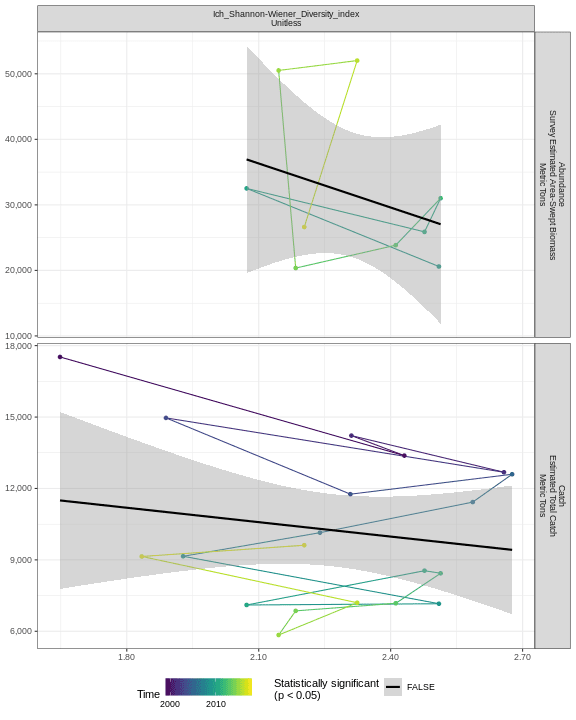 Ich_Shannon-Wiener_Diversity_index
Unitless
50,000
40,000
30,000
20,000
10,000
Abundance
Survey Estimated Area-Swept Biomass
Metric Tons
18,000
15,000
12,000
9,000
6,000
Catch
Estimated Total Catch
Metric Tons
1.80 2.10 2.40 2.70
Time
2000 2010
Statistically significant
(p < 0.05)
FALSE